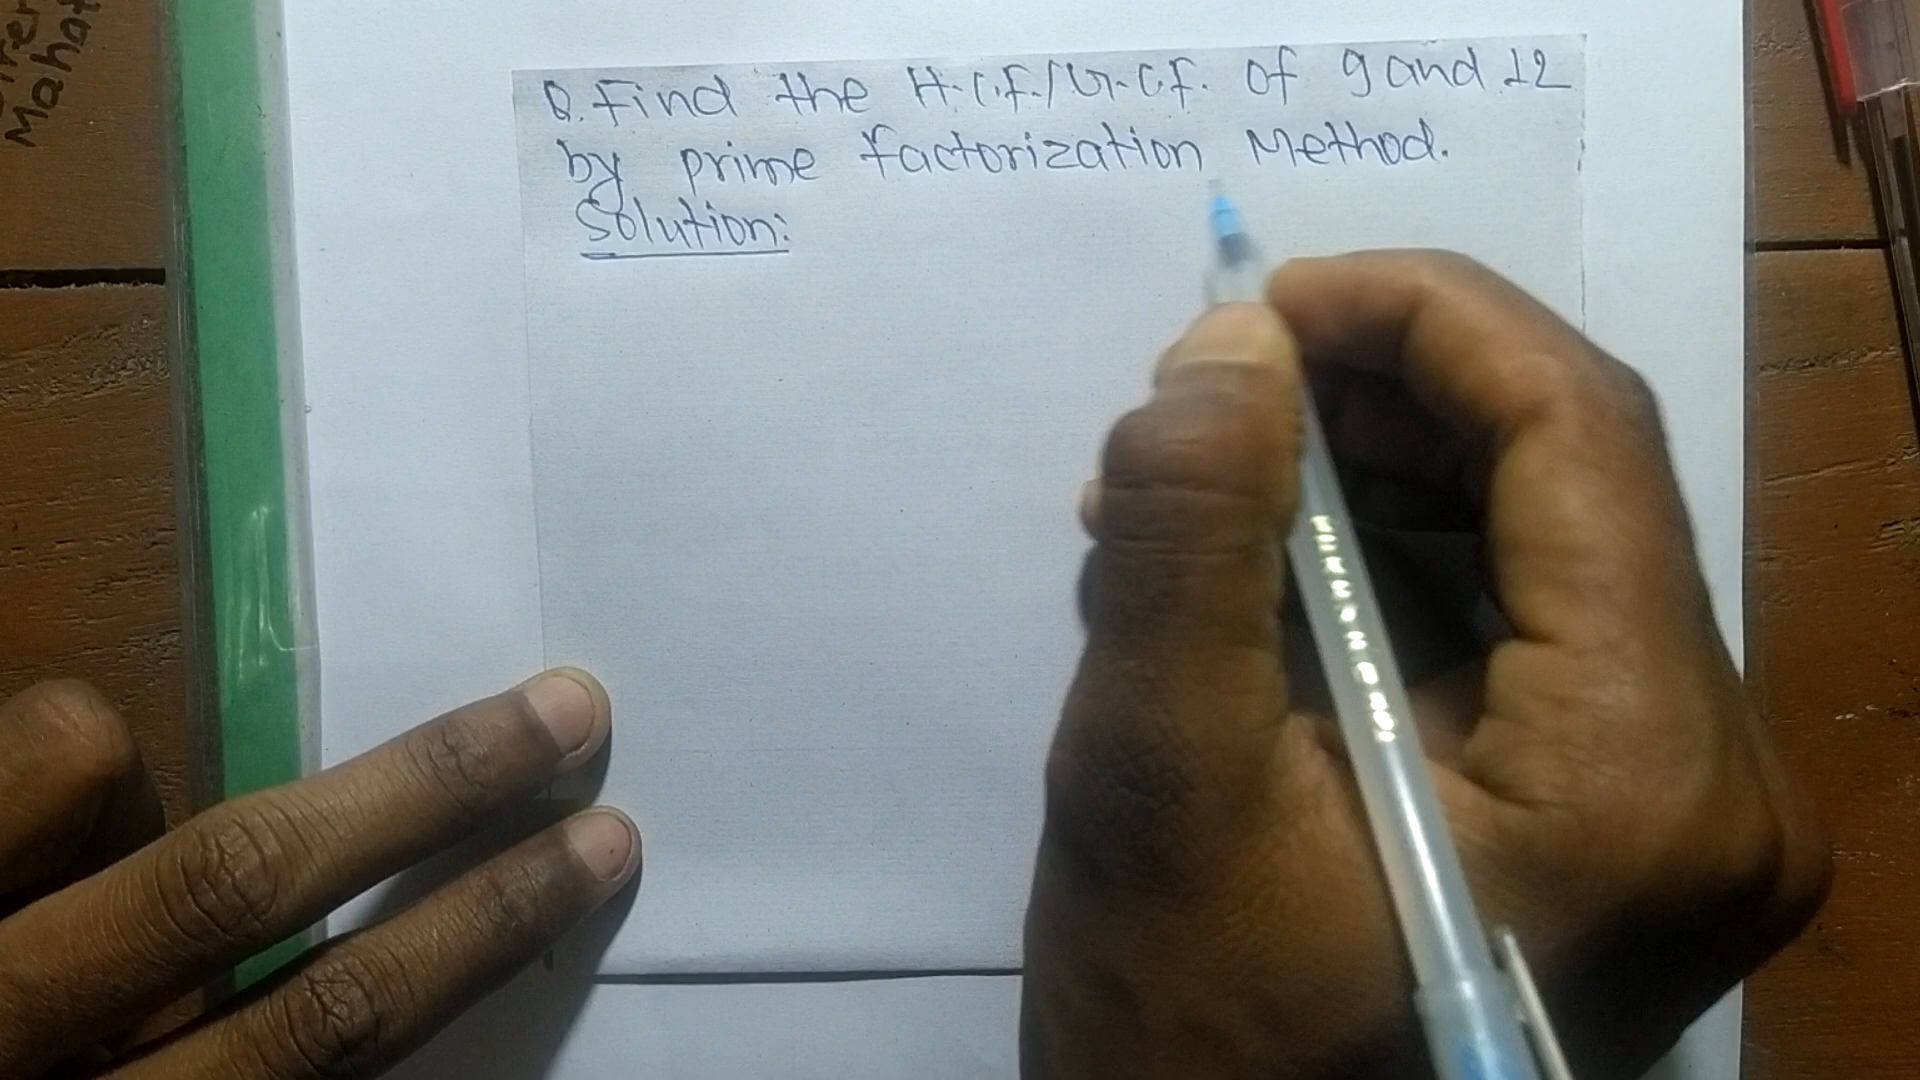 Q. Find the H.C.F./G.C.F. of 9 and 12
by prime factorization Method.
Solution: